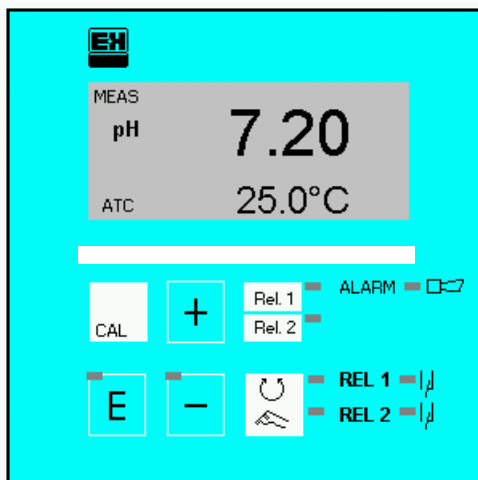 E+H
MEAS
pH 7.20
ATC 25.0°C
CAL
+
Rel. 1
Rel. 2
ALARM
E
−
REL 1
REL 2